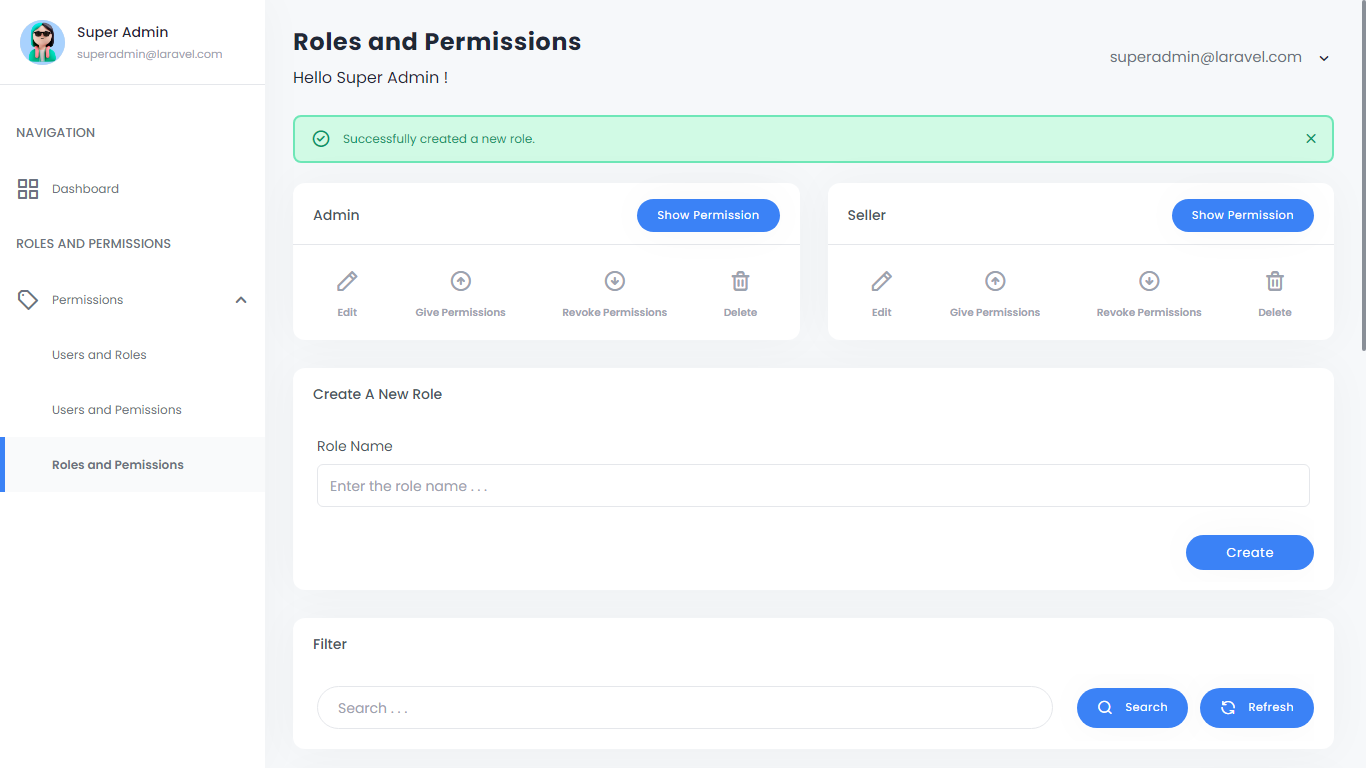 Super Admin
superadmin@laravel.com
NAVIGATION
Dashboard
ROLES AND PERMISSIONS
Permissions
Users and Roles
Users and Pemissions
Roles and Pemissions
Roles and Permissions
Hello Super Admin !
superadmin@laravel.com
Successfully created a new role.
Admin
Show Permission
Edit
Give Permissions
Revoke Permissions
Delete
Seller
Show Permission
Edit
Give Permissions
Revoke Permissions
Delete
Create A New Role
Role Name
Enter the role name . . .
Create
Filter
Search . . .
Search
Refresh